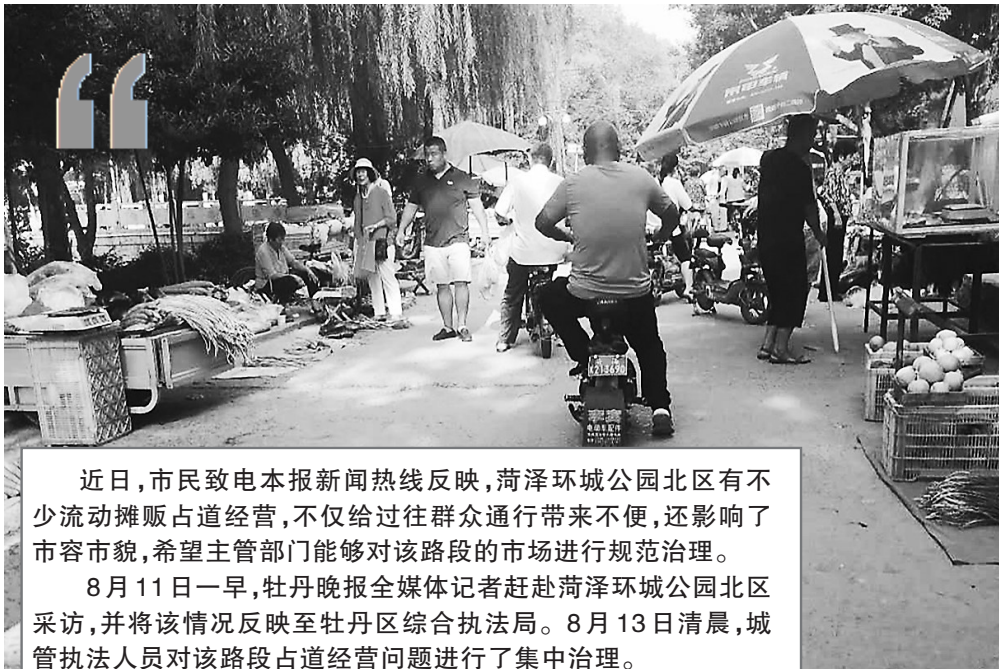 K213690
电动车配件
近日，市民致电本报新闻热线反映，菏泽环城公园北区有不
少流动摊贩占道经营，不仅给过往群众通行带来不便，还影响了
市容市貌，希望主管部门能够对该路段的市场进行规范治理。
8月11日一早，牡丹晚报全媒体记者赶赴菏泽环城公园北区
采访，并将该情况反映至牡丹区综合执法局。8月13日清晨，城
管执法人员对该路段占道经营问题进行了集中治理。